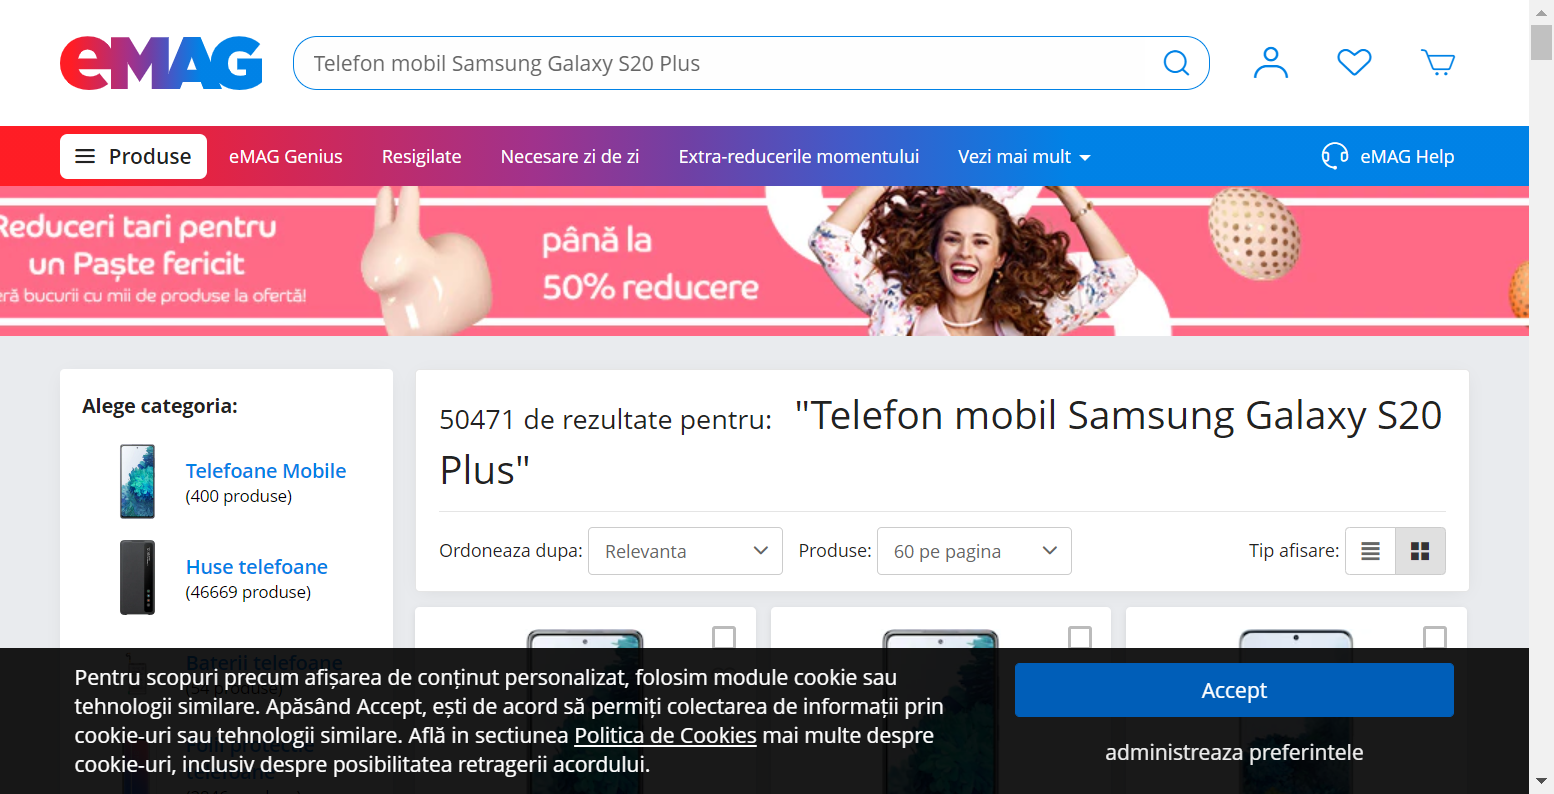 eMAG
Telefon mobil Samsung Galaxy S20 Plus
Produse
eMAG Genius
Resigilate
Necesare zi de zi
Extra-reducerile momentului
Vezi mai mult
eMAG Help
Reduceri tari pentru
un Paște fericit
eră bucurii cu mii de produse la ofertă!
până la
50% reducere
Alege categoria:
Telefoane Mobile
(400 produse)
Huse telefoane
(46669 produse)
Baterii telefoane
(54 produse)
Folii protectie
telefoane
50471 de rezultate pentru: "Telefon mobil Samsung Galaxy S20
Plus"
Ordoneaza dupa: Relevanta
Produse: 60 pe pagina
Tip afisare:
Pentru scopuri precum afișarea de conținut personalizat, folosim module cookie sau
tehnologii similare. Apăsând Accept, ești de acord să permiți colectarea de informații prin
cookie-uri sau tehnologii similare. Află in sectiunea Politica de Cookies mai multe despre
cookie-uri, inclusiv despre posibilitatea retragerii acordului.
Accept
administreaza preferintele